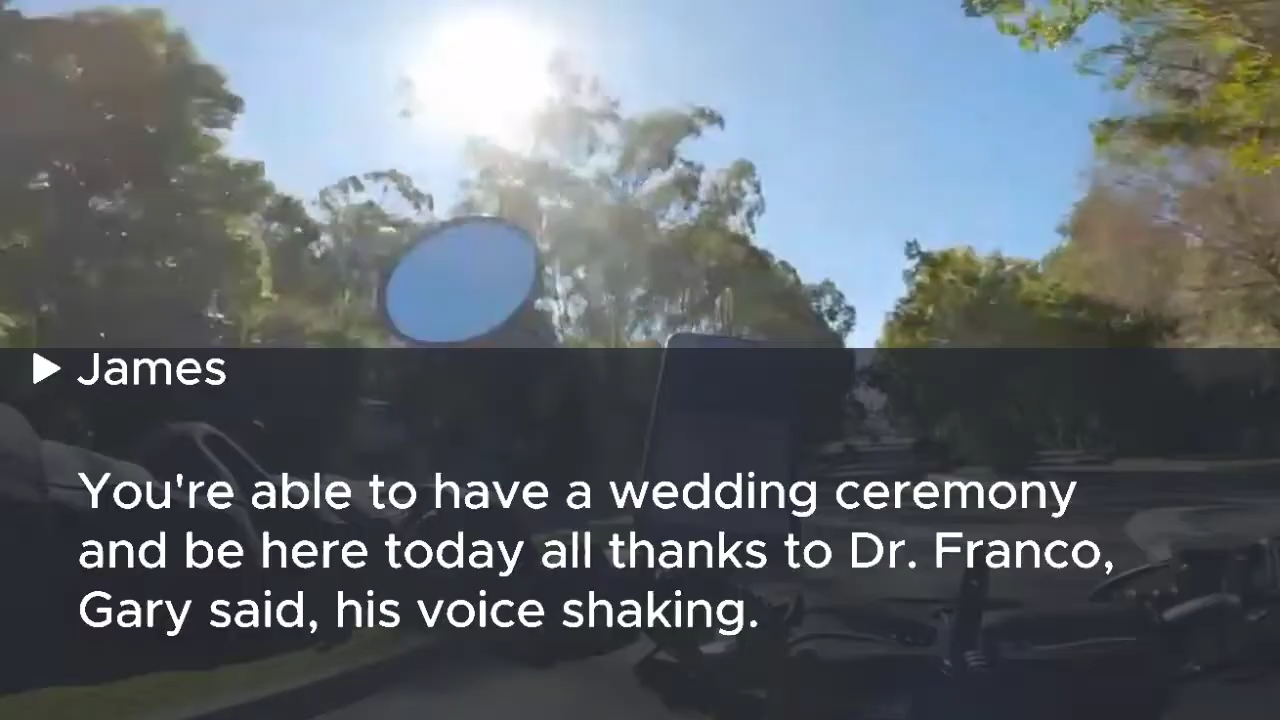 James
You're able to have a wedding ceremony
and be here today all thanks to Dr. Franco,
Gary said, his voice shaking.